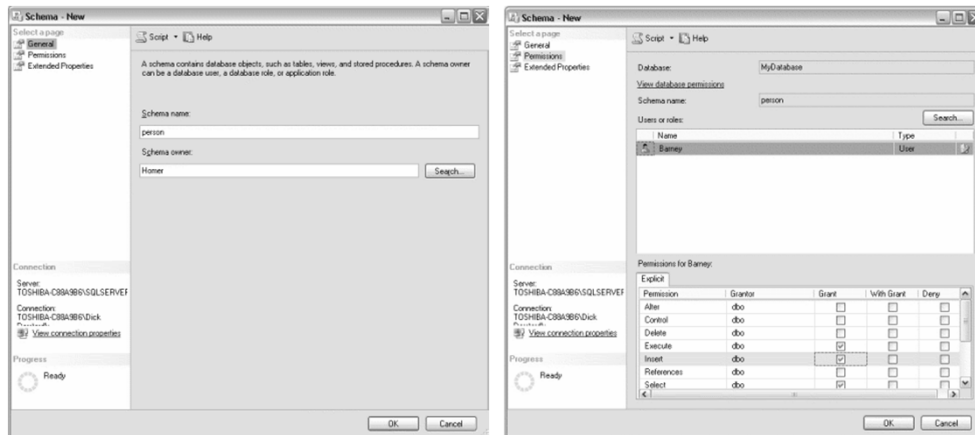 Schema - New
Select a page
General
Permissions
Extended Properties
Script
Help
A schema contains database objects, such as tables, views, and stored procedures. A schema owner
can be a database user, a database role, or application role.
Schema name:
person
Schema owner:
Homer
Search...
Connection
Server:
TOSHIBA-C88A9B6\SQLSERVER
Connection:
TOSHIBA-C88A9B6\Dick
View connection properties
Progress
Ready
OK
Cancel
Schema - New
Select a page
General
Permissions
Extended Properties
Script
Help
Database:
MyDatabase
View database permissions
Schema name:
person
Users or roles:
Search...
Name Type
Barney User
Permissions for Barney:
Explicit
Permission Grantor Grant With Grant Deny
Alter dbo
Control dbo
Delete dbo
Execute dbo
Insert dbo
References dbo
Select dbo
Connection
Server:
TOSHIBA-C88A9B6\SQLSERVER
Connection:
TOSHIBA-C88A9B6\Dick
View connection properties
Progress
Ready
OK
Cancel